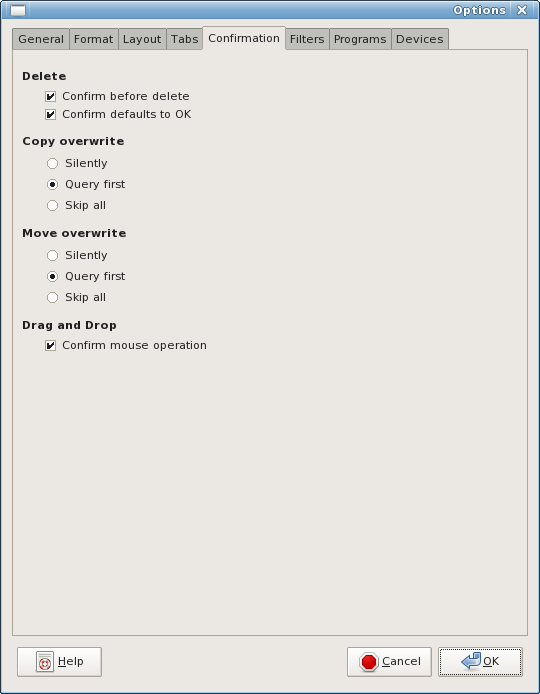 Options
General Format Layout Tabs Confirmation Filters Programs Devices
Delete
Confirm before delete
Confirm defaults to OK
Copy overwrite
Silently
Query first
Skip all
Move overwrite
Silently
Query first
Skip all
Drag and Drop
Confirm mouse operation
Help Cancel OK